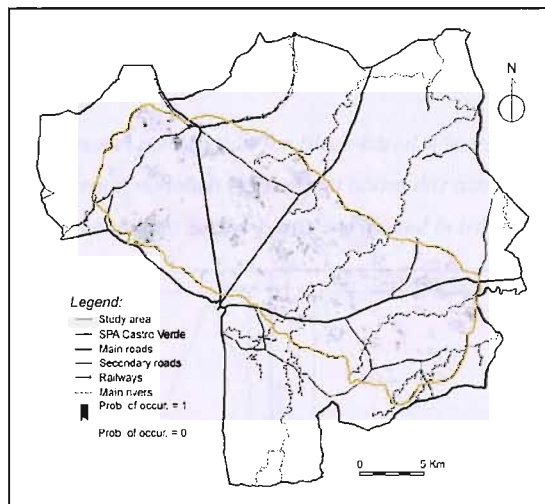 N
Legend:
Study area
SPA Castro Verde
Main roads
Secondary roads
Railways
Main rivers
Prob. of occur. = 1
Prob. of occur. = 0
0 5 Km